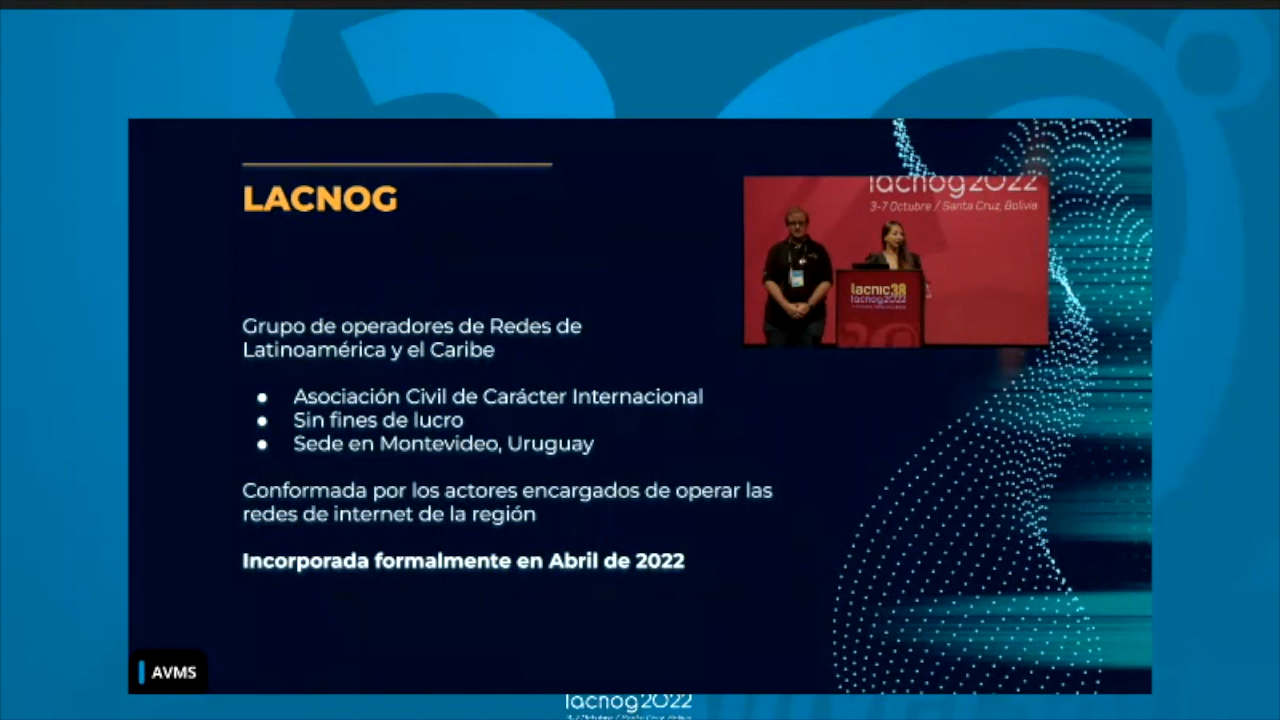 LACNOG
lacnog2022
3-7 Octubre / Santa Cruz, Bolivia
lacnic38
lacnog2022
Grupo de operadores de Redes de
Latinoamérica y el Caribe
● Asociación Civil de Carácter Internacional
● Sin fines de lucro
● Sede en Montevideo, Uruguay
Conformada por los actores encargados de operar las
redes de internet de la región
Incorporada formalmente en Abril de 2022
AVMS
lacnog2022